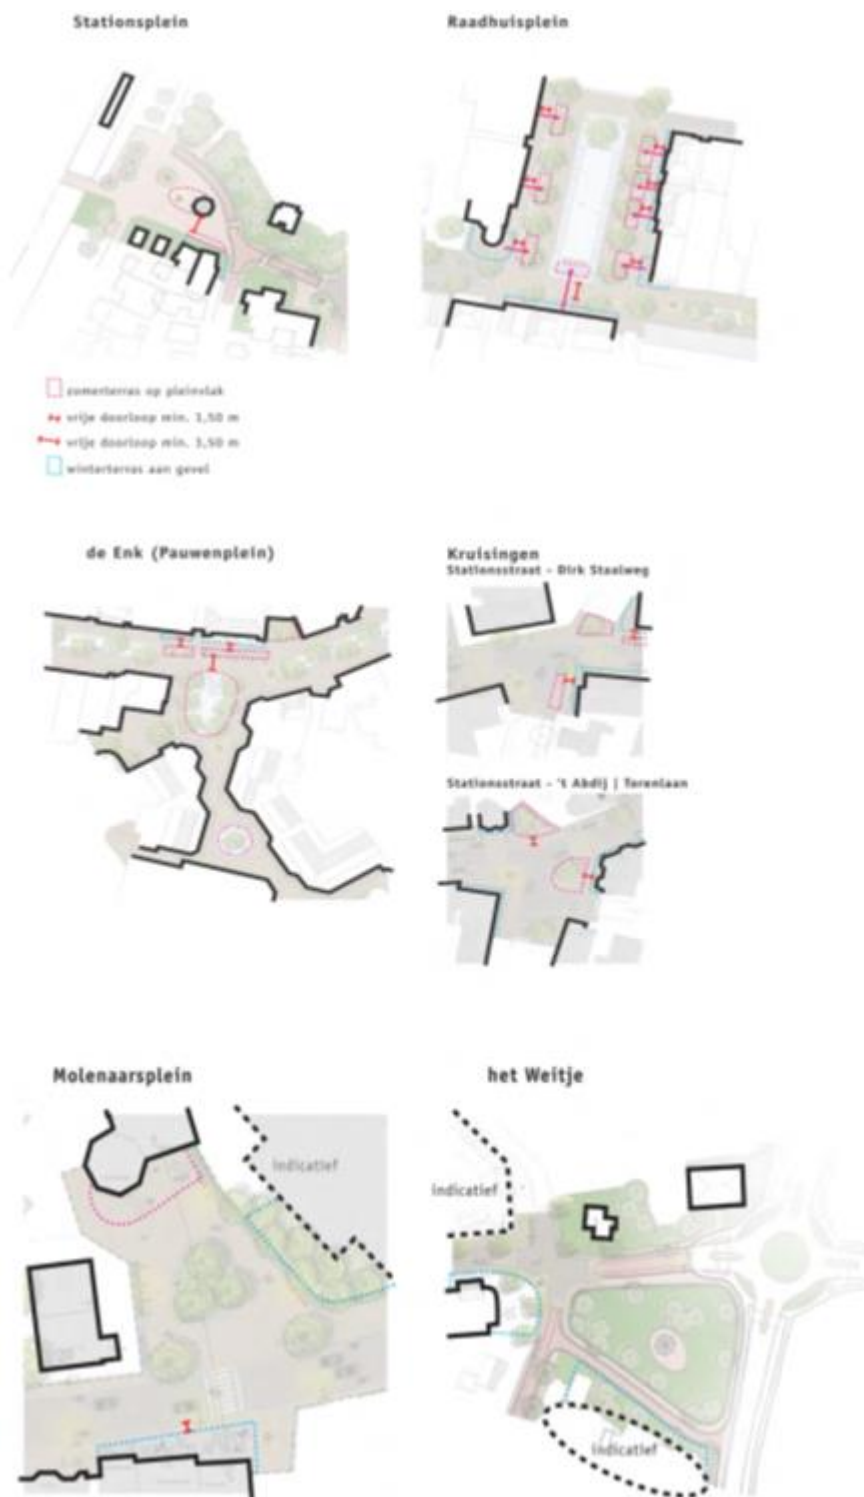 Stationsplein
Raadhuisplein
zomerterras op pleinvlak
vrije doorloop min. 1,50 m
vrije doorloop min. 3,50 m
winterterras aan gevel
de Enk (Pauwenplein)
Kruisingen
Stationsstraat - Dirk Staalweg
Stationsstraat - 't Abdij | Torenlaan
Molenaarsplein
indicatief
het Weitje
indicatief
indicatief